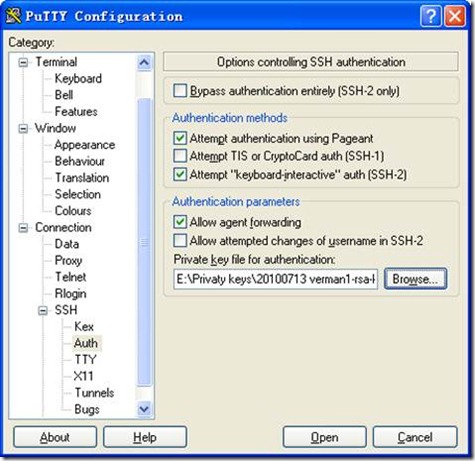 PuTTY Configuration
Category:
Terminal
Keyboard
Bell
Features
Window
Appearance
Behaviour
Translation
Selection
Colours
Connection
Data
Proxy
Telnet
Rlogin
SSH
Kex
Auth
TTY
X11
Tunnels
Bugs
Options controlling SSH authentication
Bypass authentication entirely (SSH-2 only)
Authentication methods
Attempt authentication using Pageant
Attempt TIS or CryptoCard auth (SSH-1)
Attempt "keyboard-interactive" auth (SSH-2)
Authentication parameters
Allow agent forwarding
Allow attempted changes of username in SSH-2
Private key file for authentication:
E:\Privaty keys\20100713 verman1-rsa-k
Browse...
About
Help
Open
Cancel